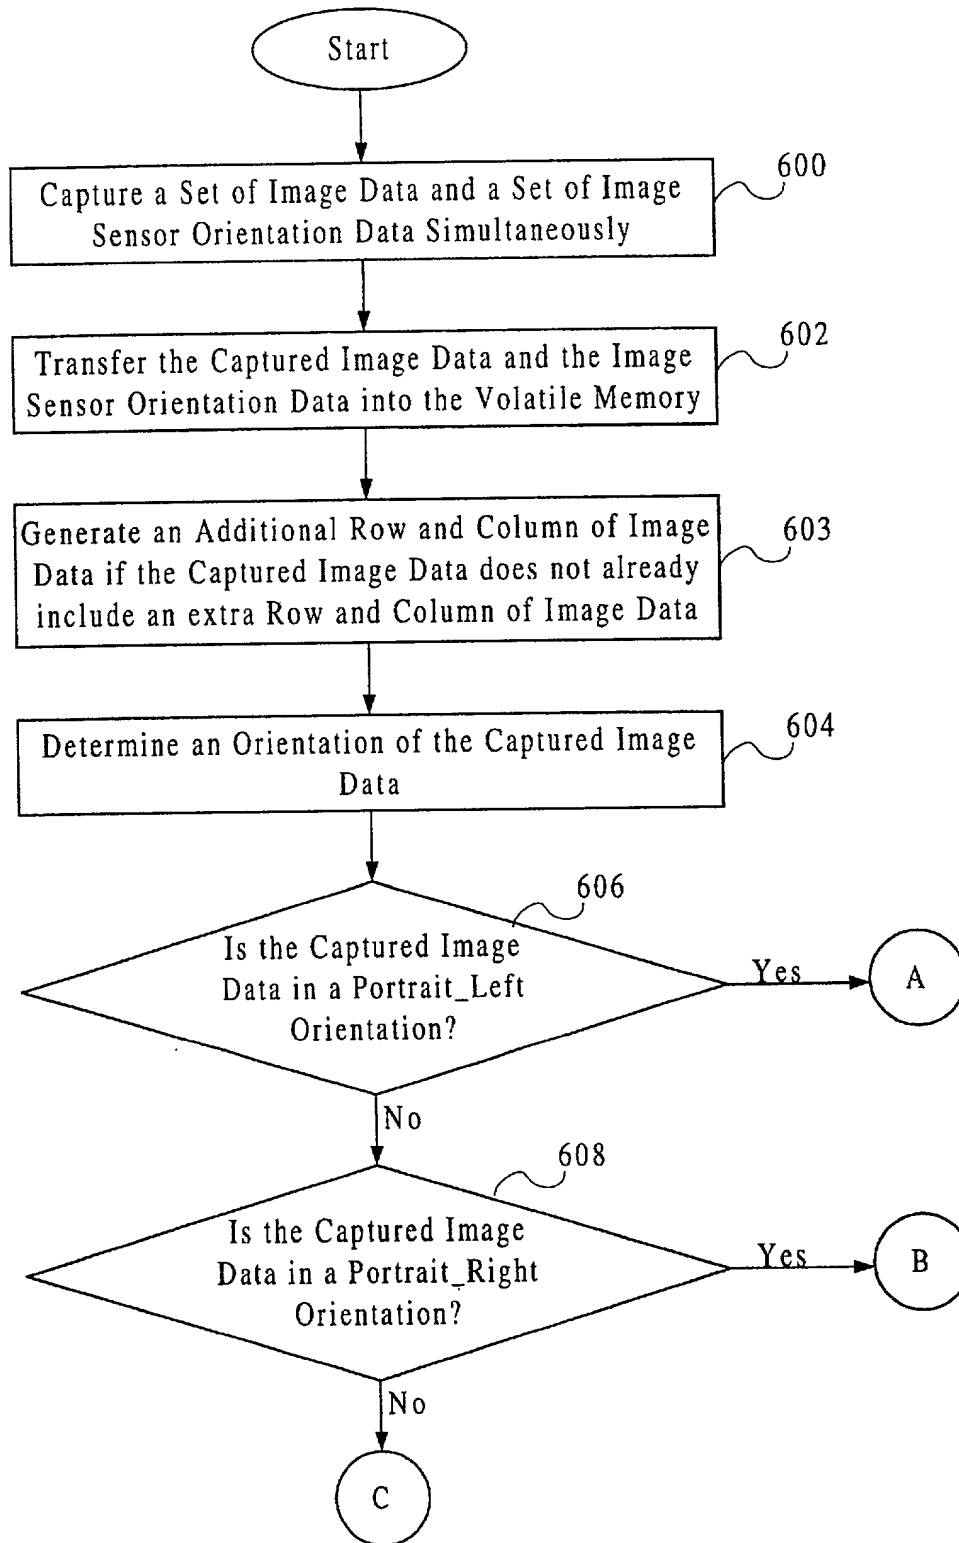 Start
600
Capture a Set of Image Data and a Set of Image
Sensor Orientation Data Simultaneously
602
Transfer the Captured Image Data and the Image
Sensor Orientation Data into the Volatile Memory
603
Generate an Additional Row and Column of Image
Data if the Captured Image Data does not already
include an extra Row and Column of Image Data
604
Determine an Orientation of the Captured Image
Data
606
Is the Captured Image
Data in a Portrait_Left
Orientation?
Yes
A
No
608
Is the Captured Image
Data in a Portrait_Right
Orientation?
Yes
B
No
C